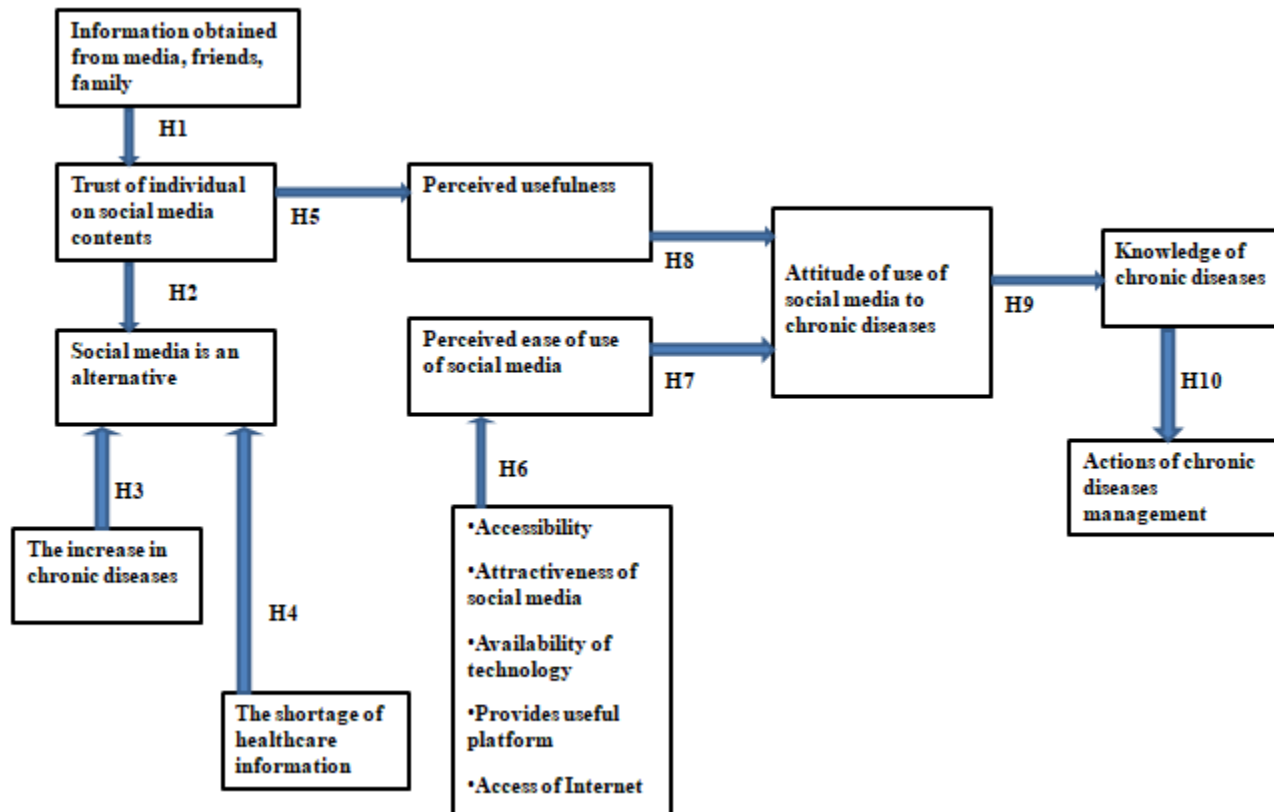 Information obtained
from media, friends,
family
H1
Trust of individual
on social media
contents
H5
Perceived usefulness
H2
H8
Attitude of use of
social media to
chronic diseases
H9
Knowledge of
chronic diseases
Social media is an
alternative
Perceived ease of use
of social media
H7
H10
H3
H6
Actions of chronic
diseases
management
The increase in
chronic diseases
H4
•Accessibility
•Attractiveness of
social media
•Availability of
technology
•Provides useful
platform
•Access of Internet
The shortage of
healthcare
information